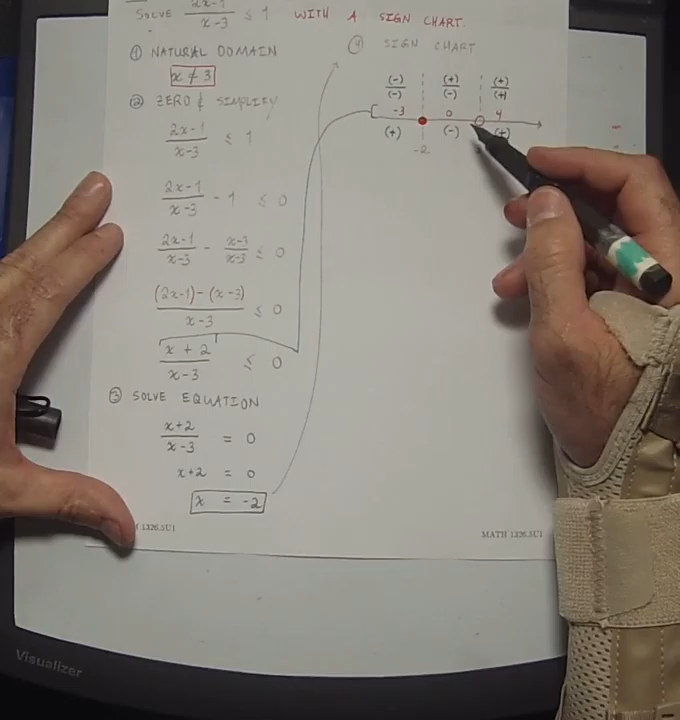 SOLVE 2x-1/x-3 ≤ 1 WITH A SIGN CHART.
① NATURAL DOMAIN
x ≠ 3
② ZERO & SIMPLIFY
2x-1/x-3 ≤ 1
2x-1/x-3 - 1 ≤ 0
2x-1/x-3 - x-3/x-3 ≤ 0
(2x-1)-(x-3)/x-3 ≤ 0
x + 2/x-3 ≤ 0
③ SOLVE EQUATION
x+2/x-3 = 0
x+2 = 0
x = -2
④ SIGN CHART
(-)/(-) (+)/(-) (+)/(+)
-3 0 4
(+) (-) (+)
-2
1326.5U1
MATH 1326.5U1
Visualizer